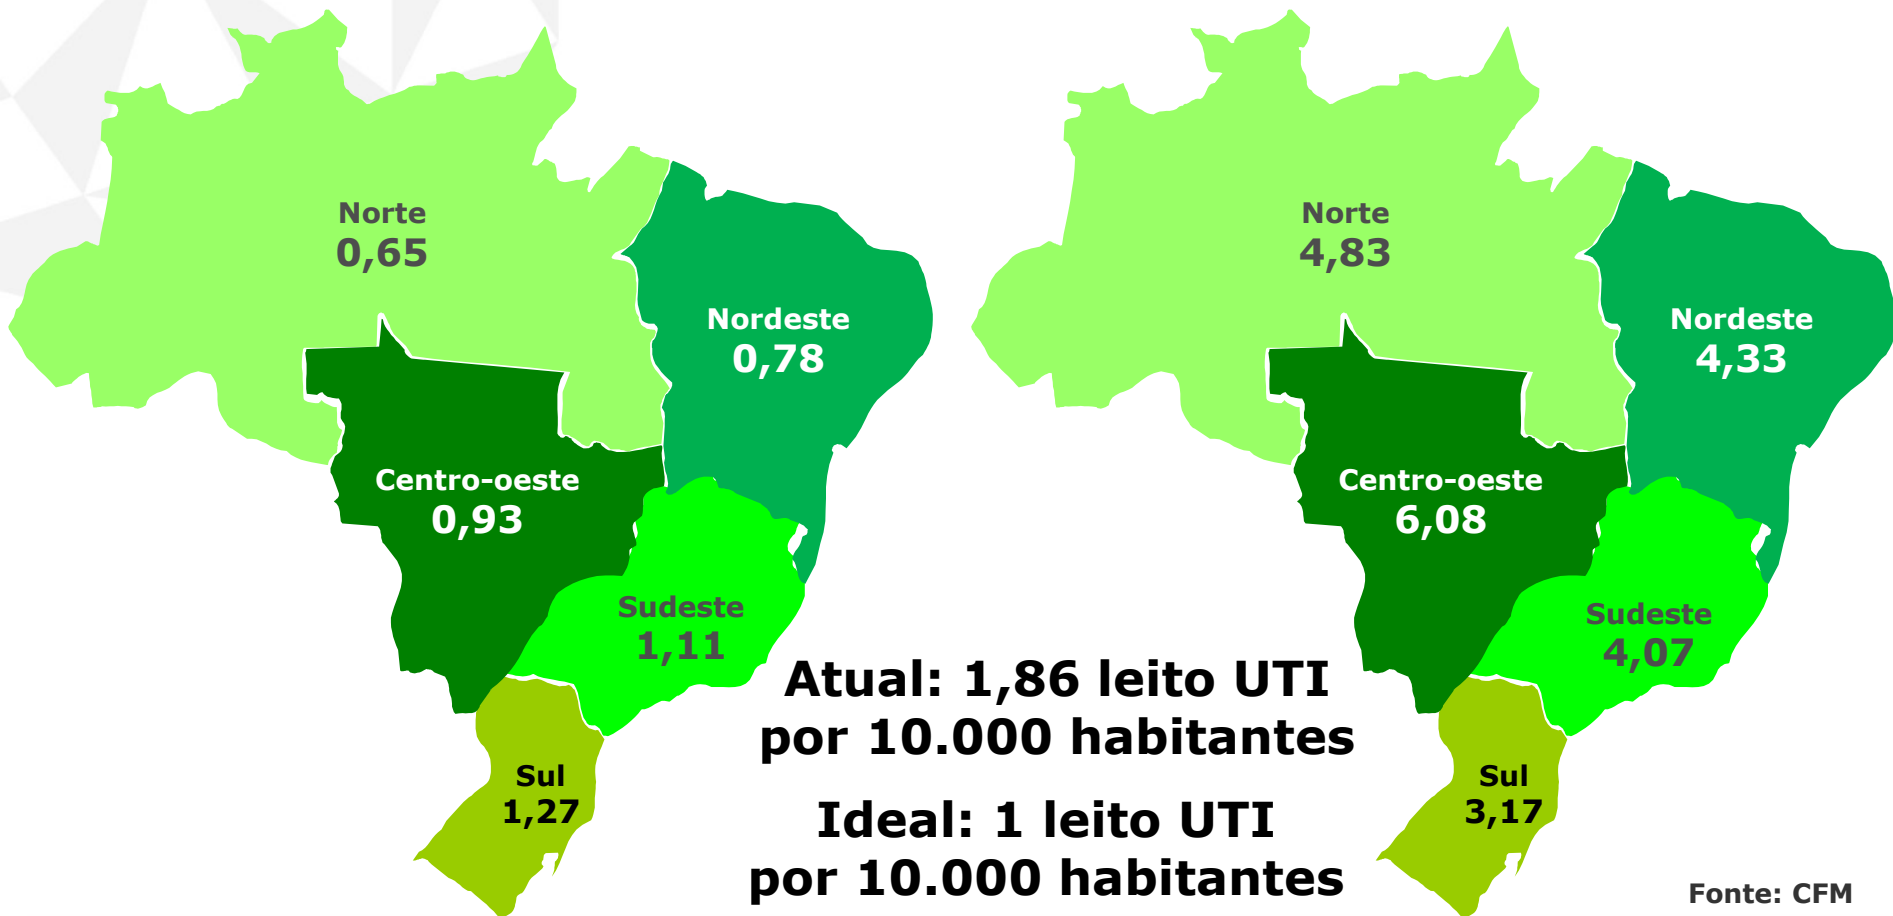 Norte
0,65
Nordeste
0,78
Centro-oeste
0,93
Sudeste
1,11
Sul
1,27
Norte
4,83
Nordeste
4,33
Centro-oeste
6,08
Sudeste
4,07
Sul
3,17
Atual: 1,86 leito UTI
por 10.000 habitantes
Ideal: 1 leito UTI
por 10.000 habitantes
Fonte: CFM